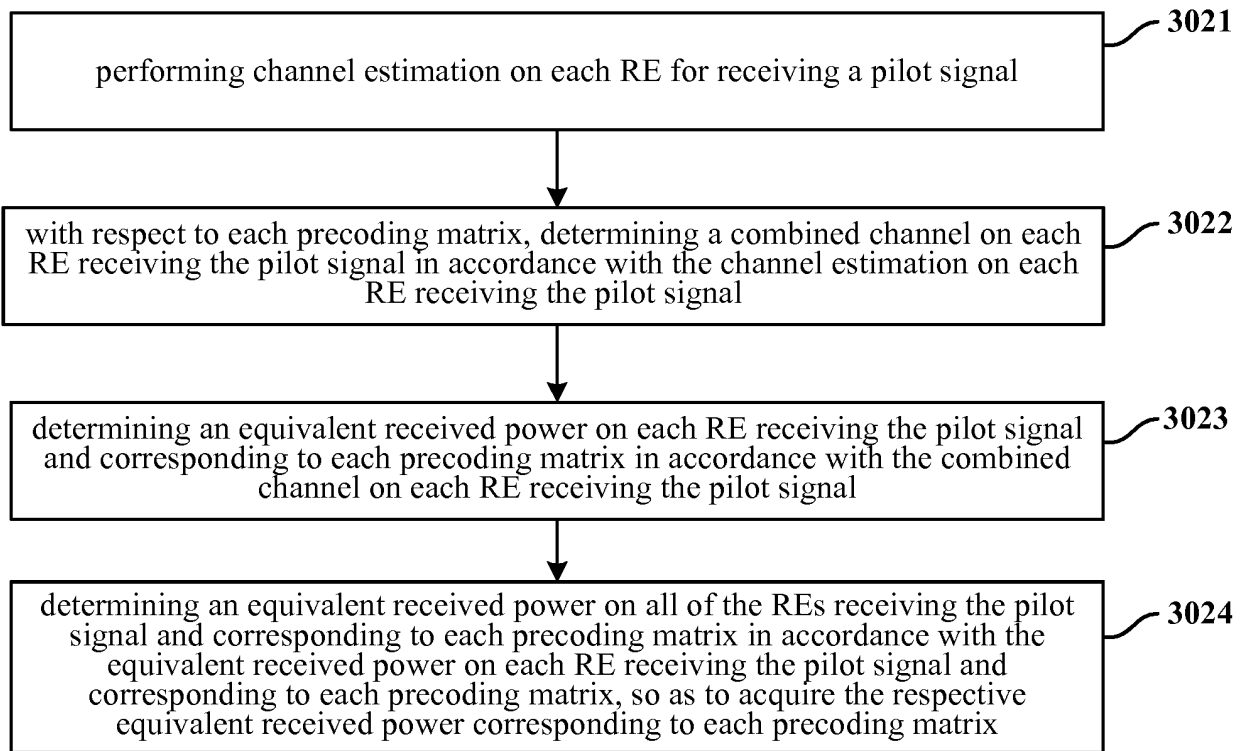 3021
performing channel estimation on each RE for receiving a pilot signal
3022
with respect to each precoding matrix, determining a combined channel on each
RE receiving the pilot signal in accordance with the channel estimation on each
RE receiving the pilot signal
3023
determining an equivalent received power on each RE receiving the pilot signal
and corresponding to each precoding matrix in accordance with the combined
channel on each RE receiving the pilot signal
3024
determining an equivalent received power on all of the REs receiving the pilot
signal and corresponding to each precoding matrix in accordance with the
equivalent received power on each RE receiving the pilot signal and
corresponding to each precoding matrix, so as to acquire the respective
equivalent received power corresponding to each precoding matrix